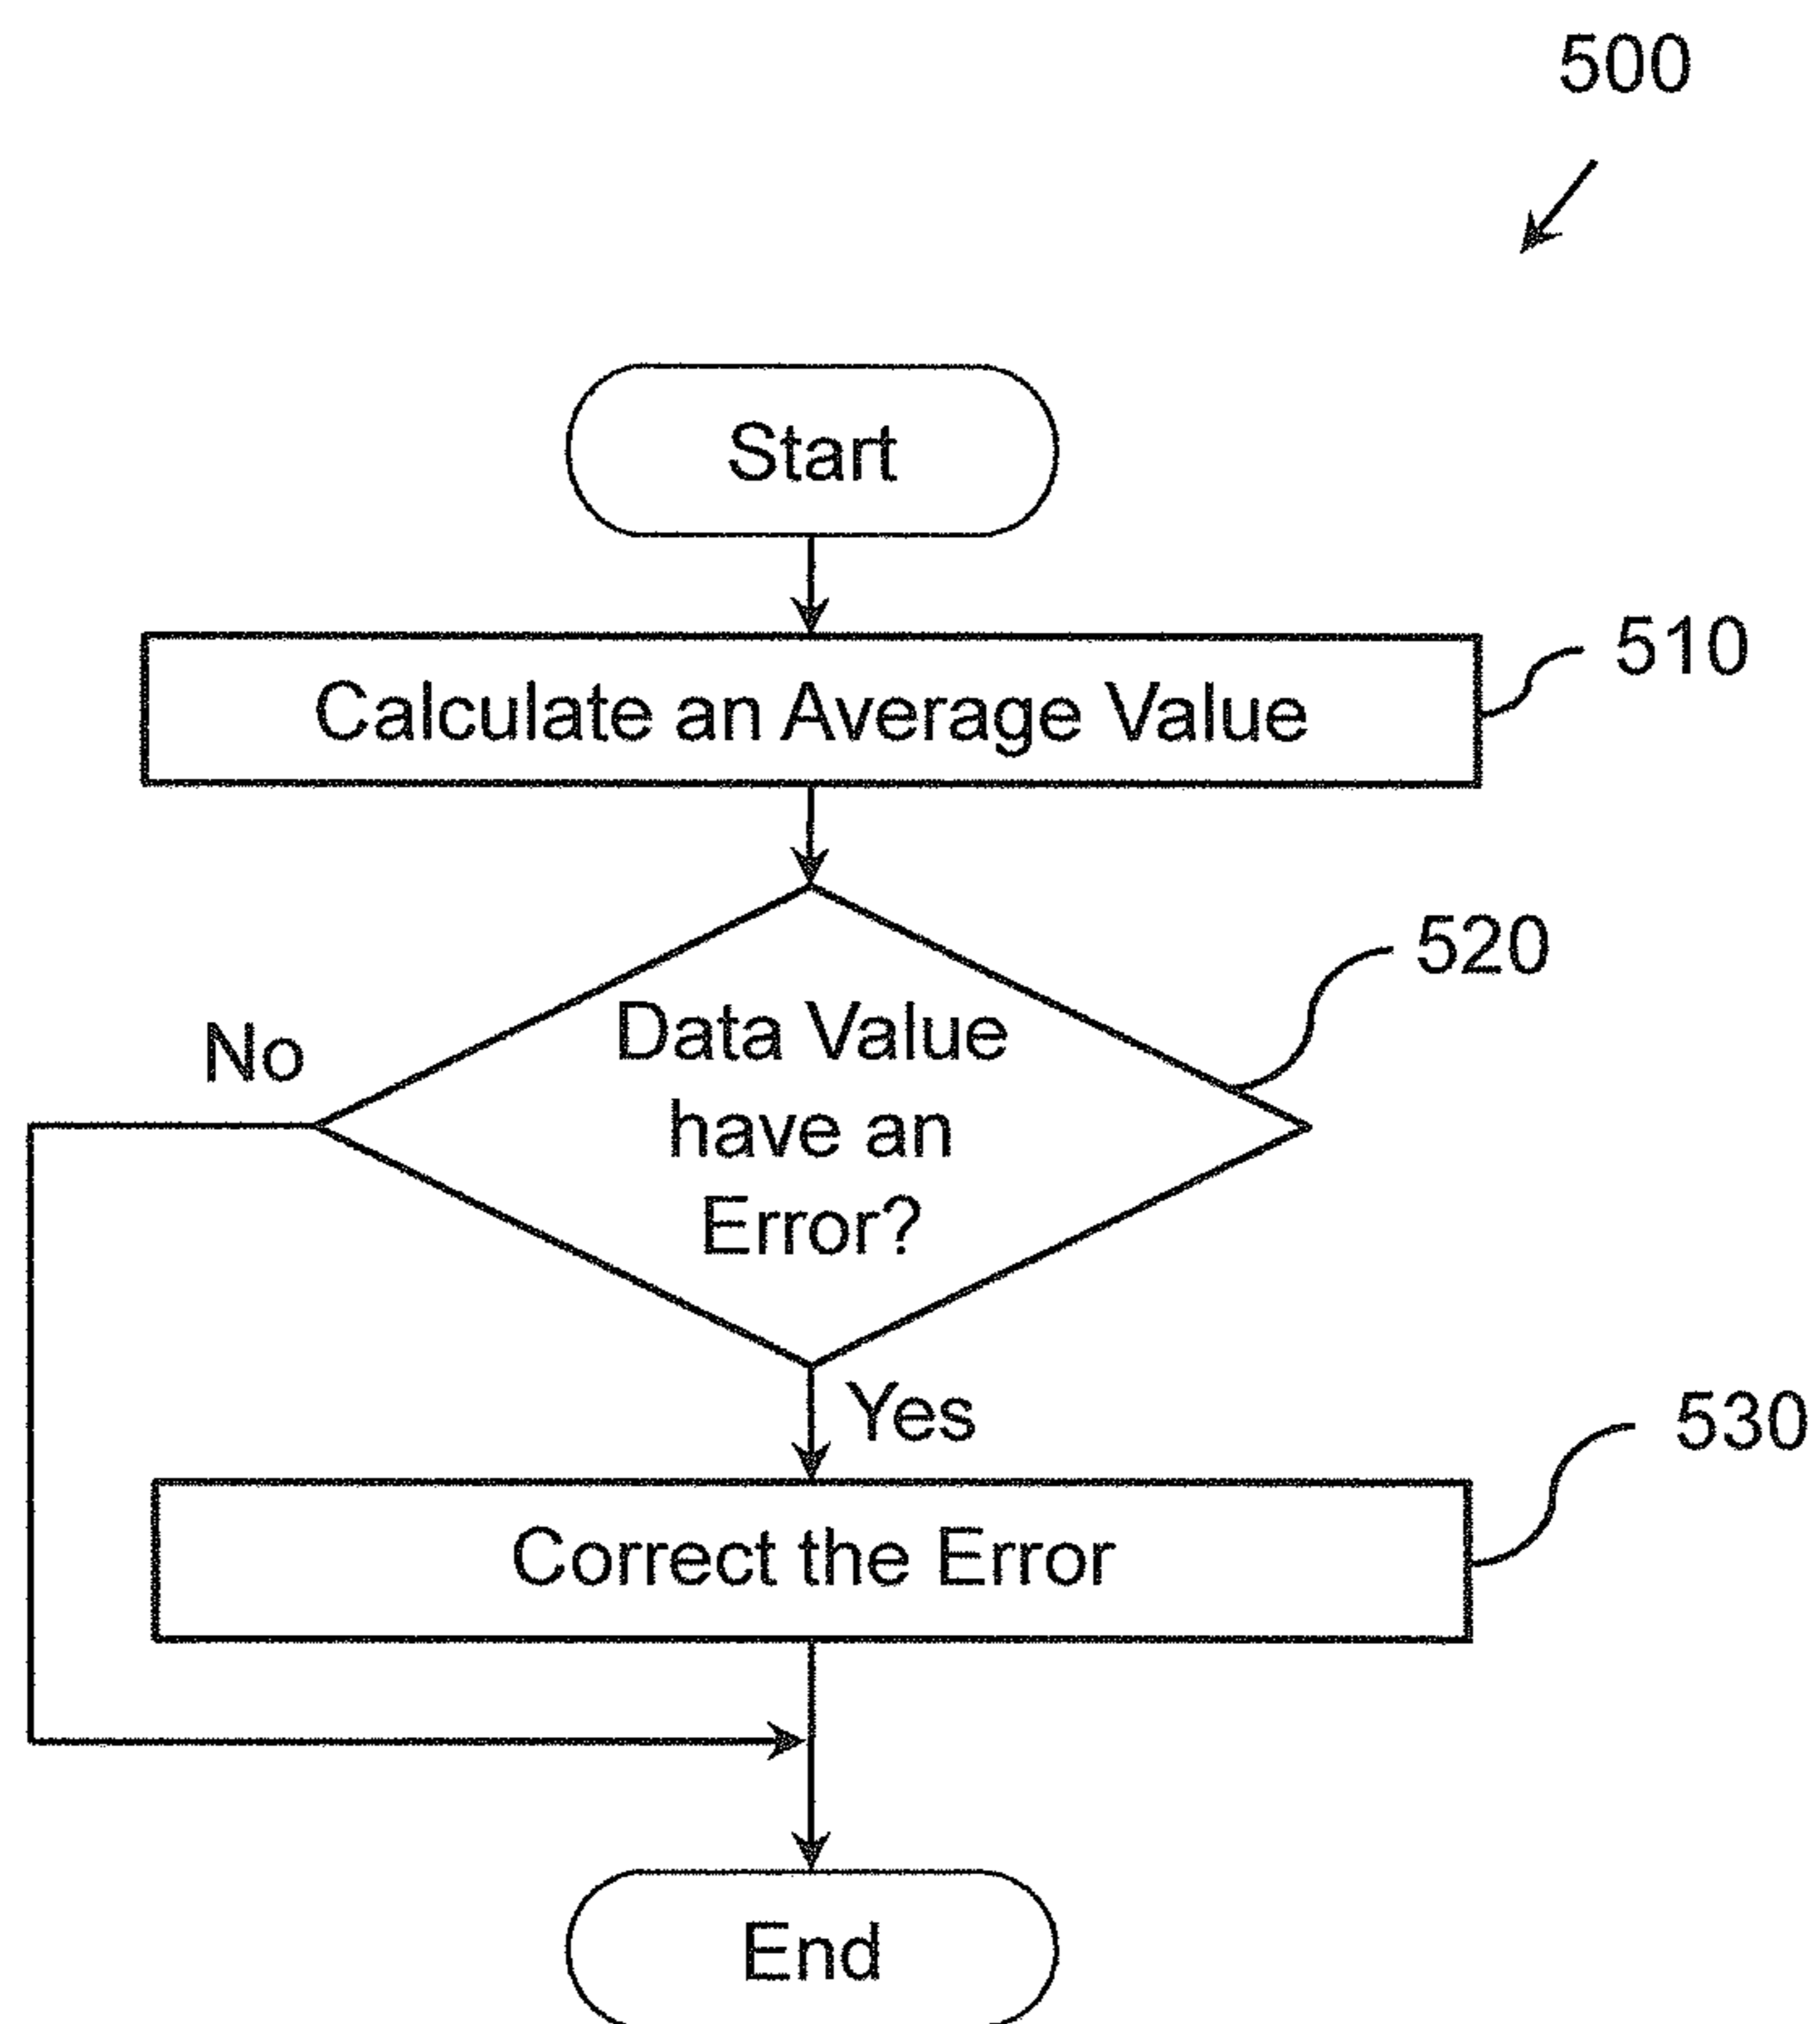 500
Start
Calculate an Average Value
510
520
No
Data Value
have an
Error?
Yes
530
Correct the Error
End